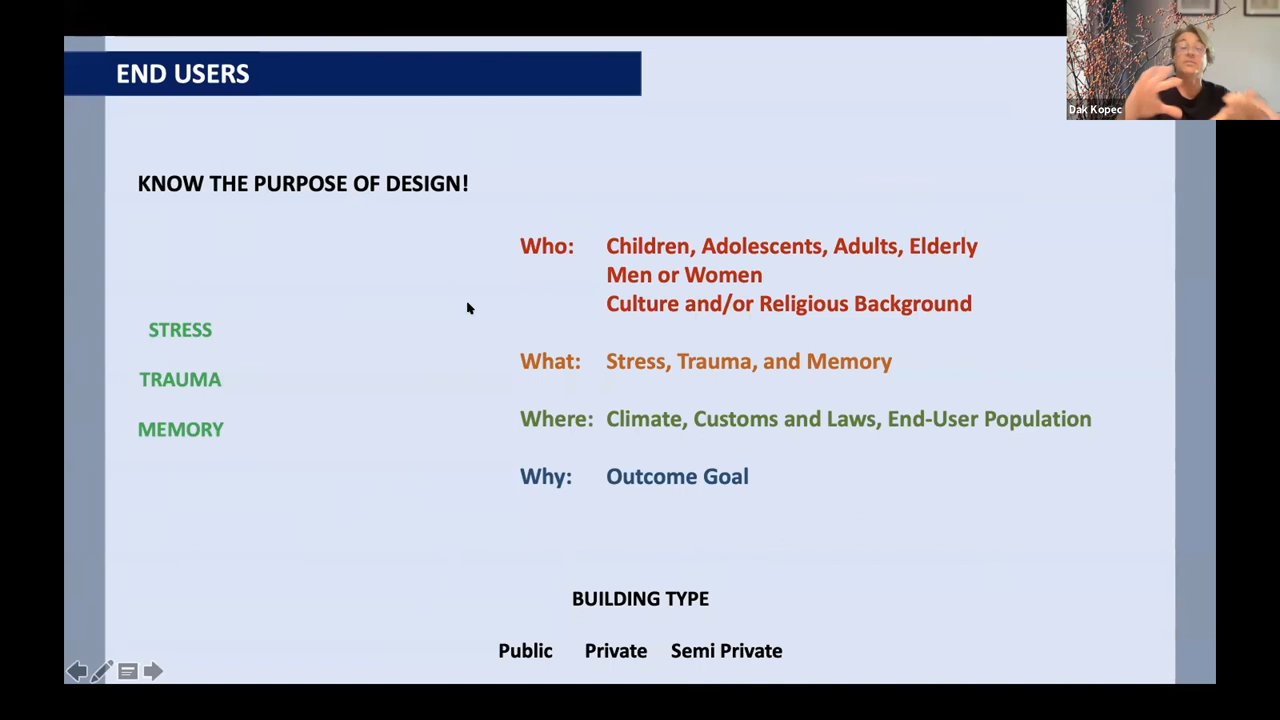 END USERS
Dak Kopec
KNOW THE PURPOSE OF DESIGN!
Who: Children, Adolescents, Adults, Elderly
Men or Women
Culture and/or Religious Background
STRESS
What: Stress, Trauma, and Memory
TRAUMA
Where: Climate, Customs and Laws, End-User Population
MEMORY
Why: Outcome Goal
BUILDING TYPE
Public Private Semi Private